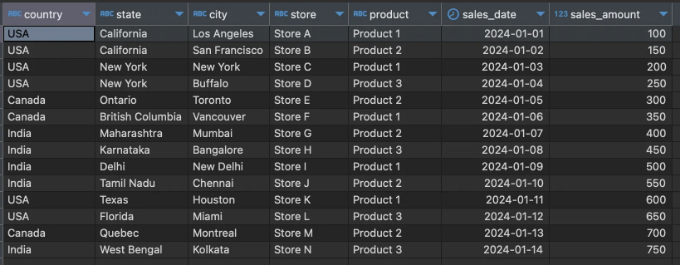 ABC country ABC state ABC city ABC store ABC product sales_date 123 sales_amount
USA California Los Angeles Store A Product 1 2024-01-01 100
USA California San Francisco Store B Product 2 2024-01-02 150
USA New York New York Store C Product 1 2024-01-03 200
USA New York Buffalo Store D Product 3 2024-01-04 250
Canada Ontario Toronto Store E Product 2 2024-01-05 300
Canada British Columbia Vancouver Store F Product 1 2024-01-06 350
India Maharashtra Mumbai Store G Product 2 2024-01-07 400
India Karnataka Bangalore Store H Product 3 2024-01-08 450
India Delhi New Delhi Store I Product 1 2024-01-09 500
India Tamil Nadu Chennai Store J Product 2 2024-01-10 550
USA Texas Houston Store K Product 1 2024-01-11 600
USA Florida Miami Store L Product 3 2024-01-12 650
Canada Quebec Montreal Store M Product 2 2024-01-13 700
India West Bengal Kolkata Store N Product 3 2024-01-14 750